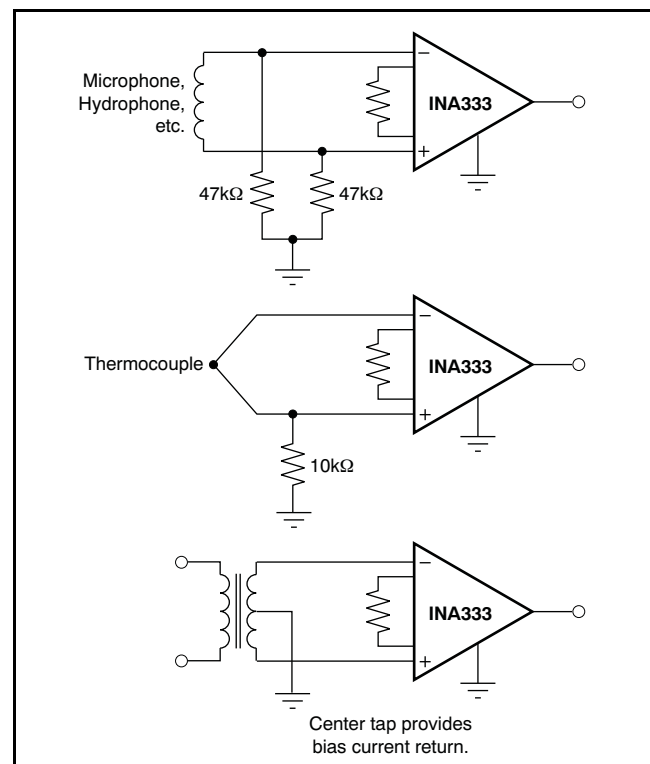 Microphone,
Hydrophone,
etc.
−
INA333
+
47kΩ
47kΩ
Thermocouple
−
INA333
+
10kΩ
−
INA333
+
Center tap provides
bias current return.